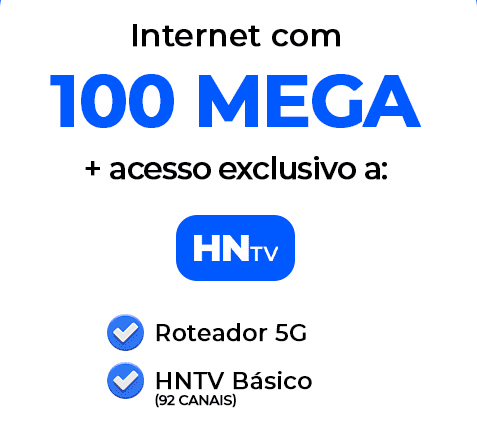 Internet com
100 MEGA
+ acesso exclusivo a:
HNTV
Roteador 5G
HNTV Básico
(92 CANAIS)